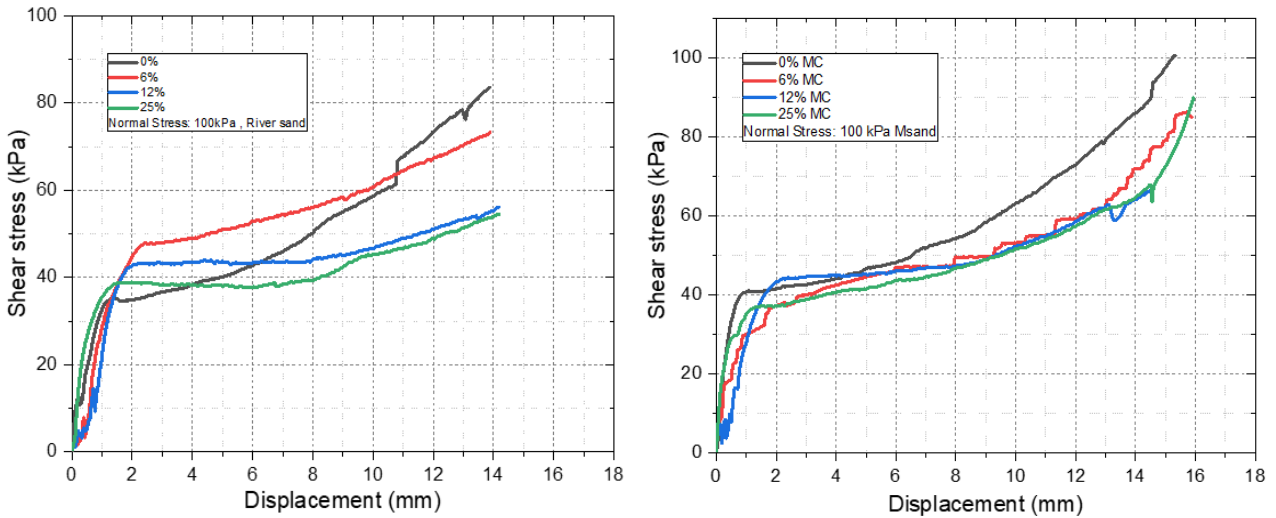 100
80
60
40
20
0
Shear stress (kPa)
0%
6%
12%
25%
Normal Stress: 100kPa , River sand
0 2 4 6 8 10 12 14 16 18
Displacement (mm)
100
80
60
40
20
0
Shear stress (kPa)
0% MC
6% MC
12% MC
25% MC
Normal Stress: 100 kPa Msand
0 2 4 6 8 10 12 14 16 18
Displacement (mm)